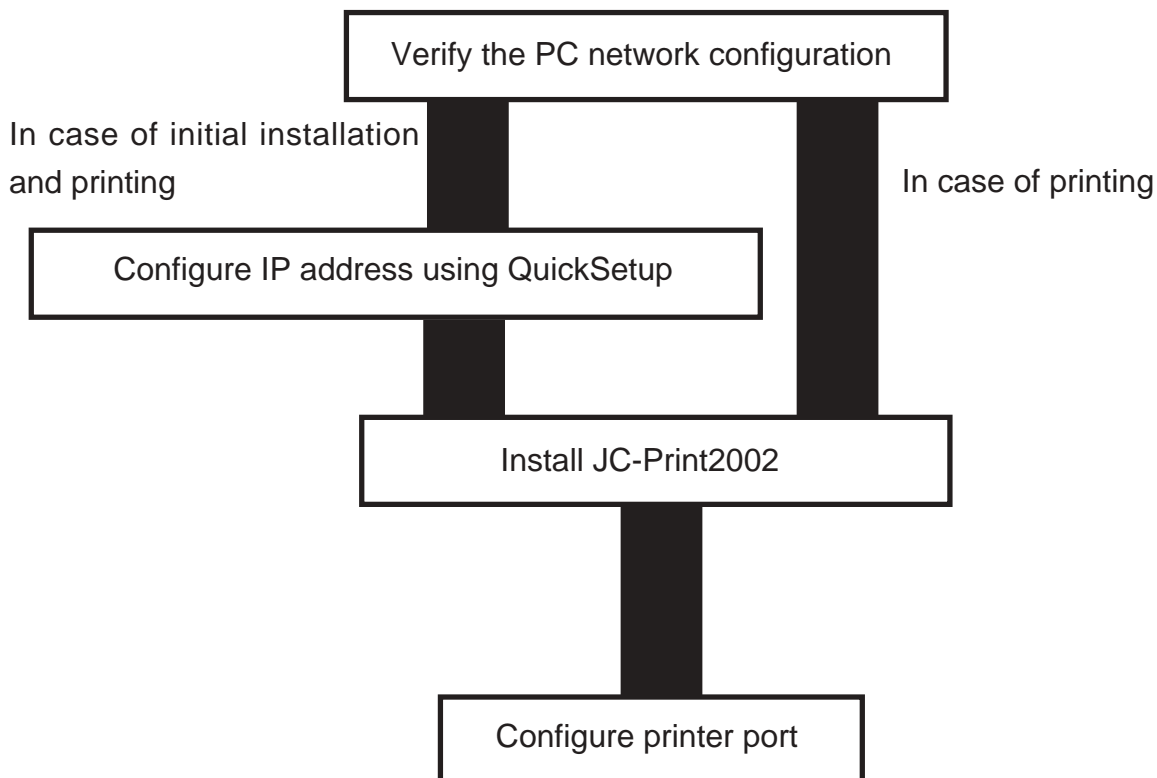 Verify the PC network configuration
In case of initial installation
and printing
In case of printing
Configure IP address using QuickSetup
Install JC-Print2002
Configure printer port